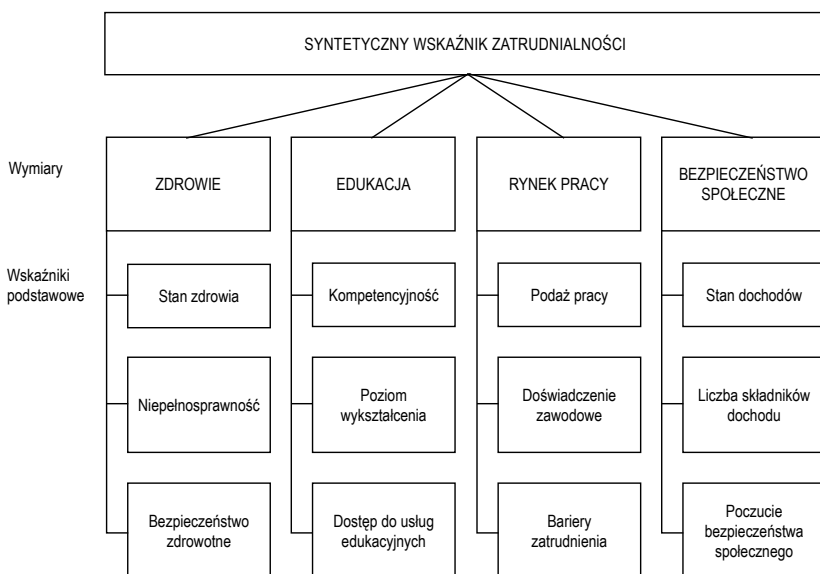 SYNTETYCZNY WSKAŹNIK ZATRUDNIALNOŚCI
Wymiary
ZDROWIE
EDUKACJA
RYNEK PRACY
BEZPIECZEŃSTWO
SPOŁECZNE
Wskaźniki
podstawowe
Stan zdrowia
Kompetencyjność
Podaż pracy
Stan dochodów
Niepełnosprawność
Poziom
wykształcenia
Doświadczenie
zawodowe
Liczba składników
dochodu
Bezpieczeństwo
zdrowotne
Dostęp do usług
edukacyjnych
Bariery
zatrudnienia
Poczucie
bezpieczeństwa
społecznego